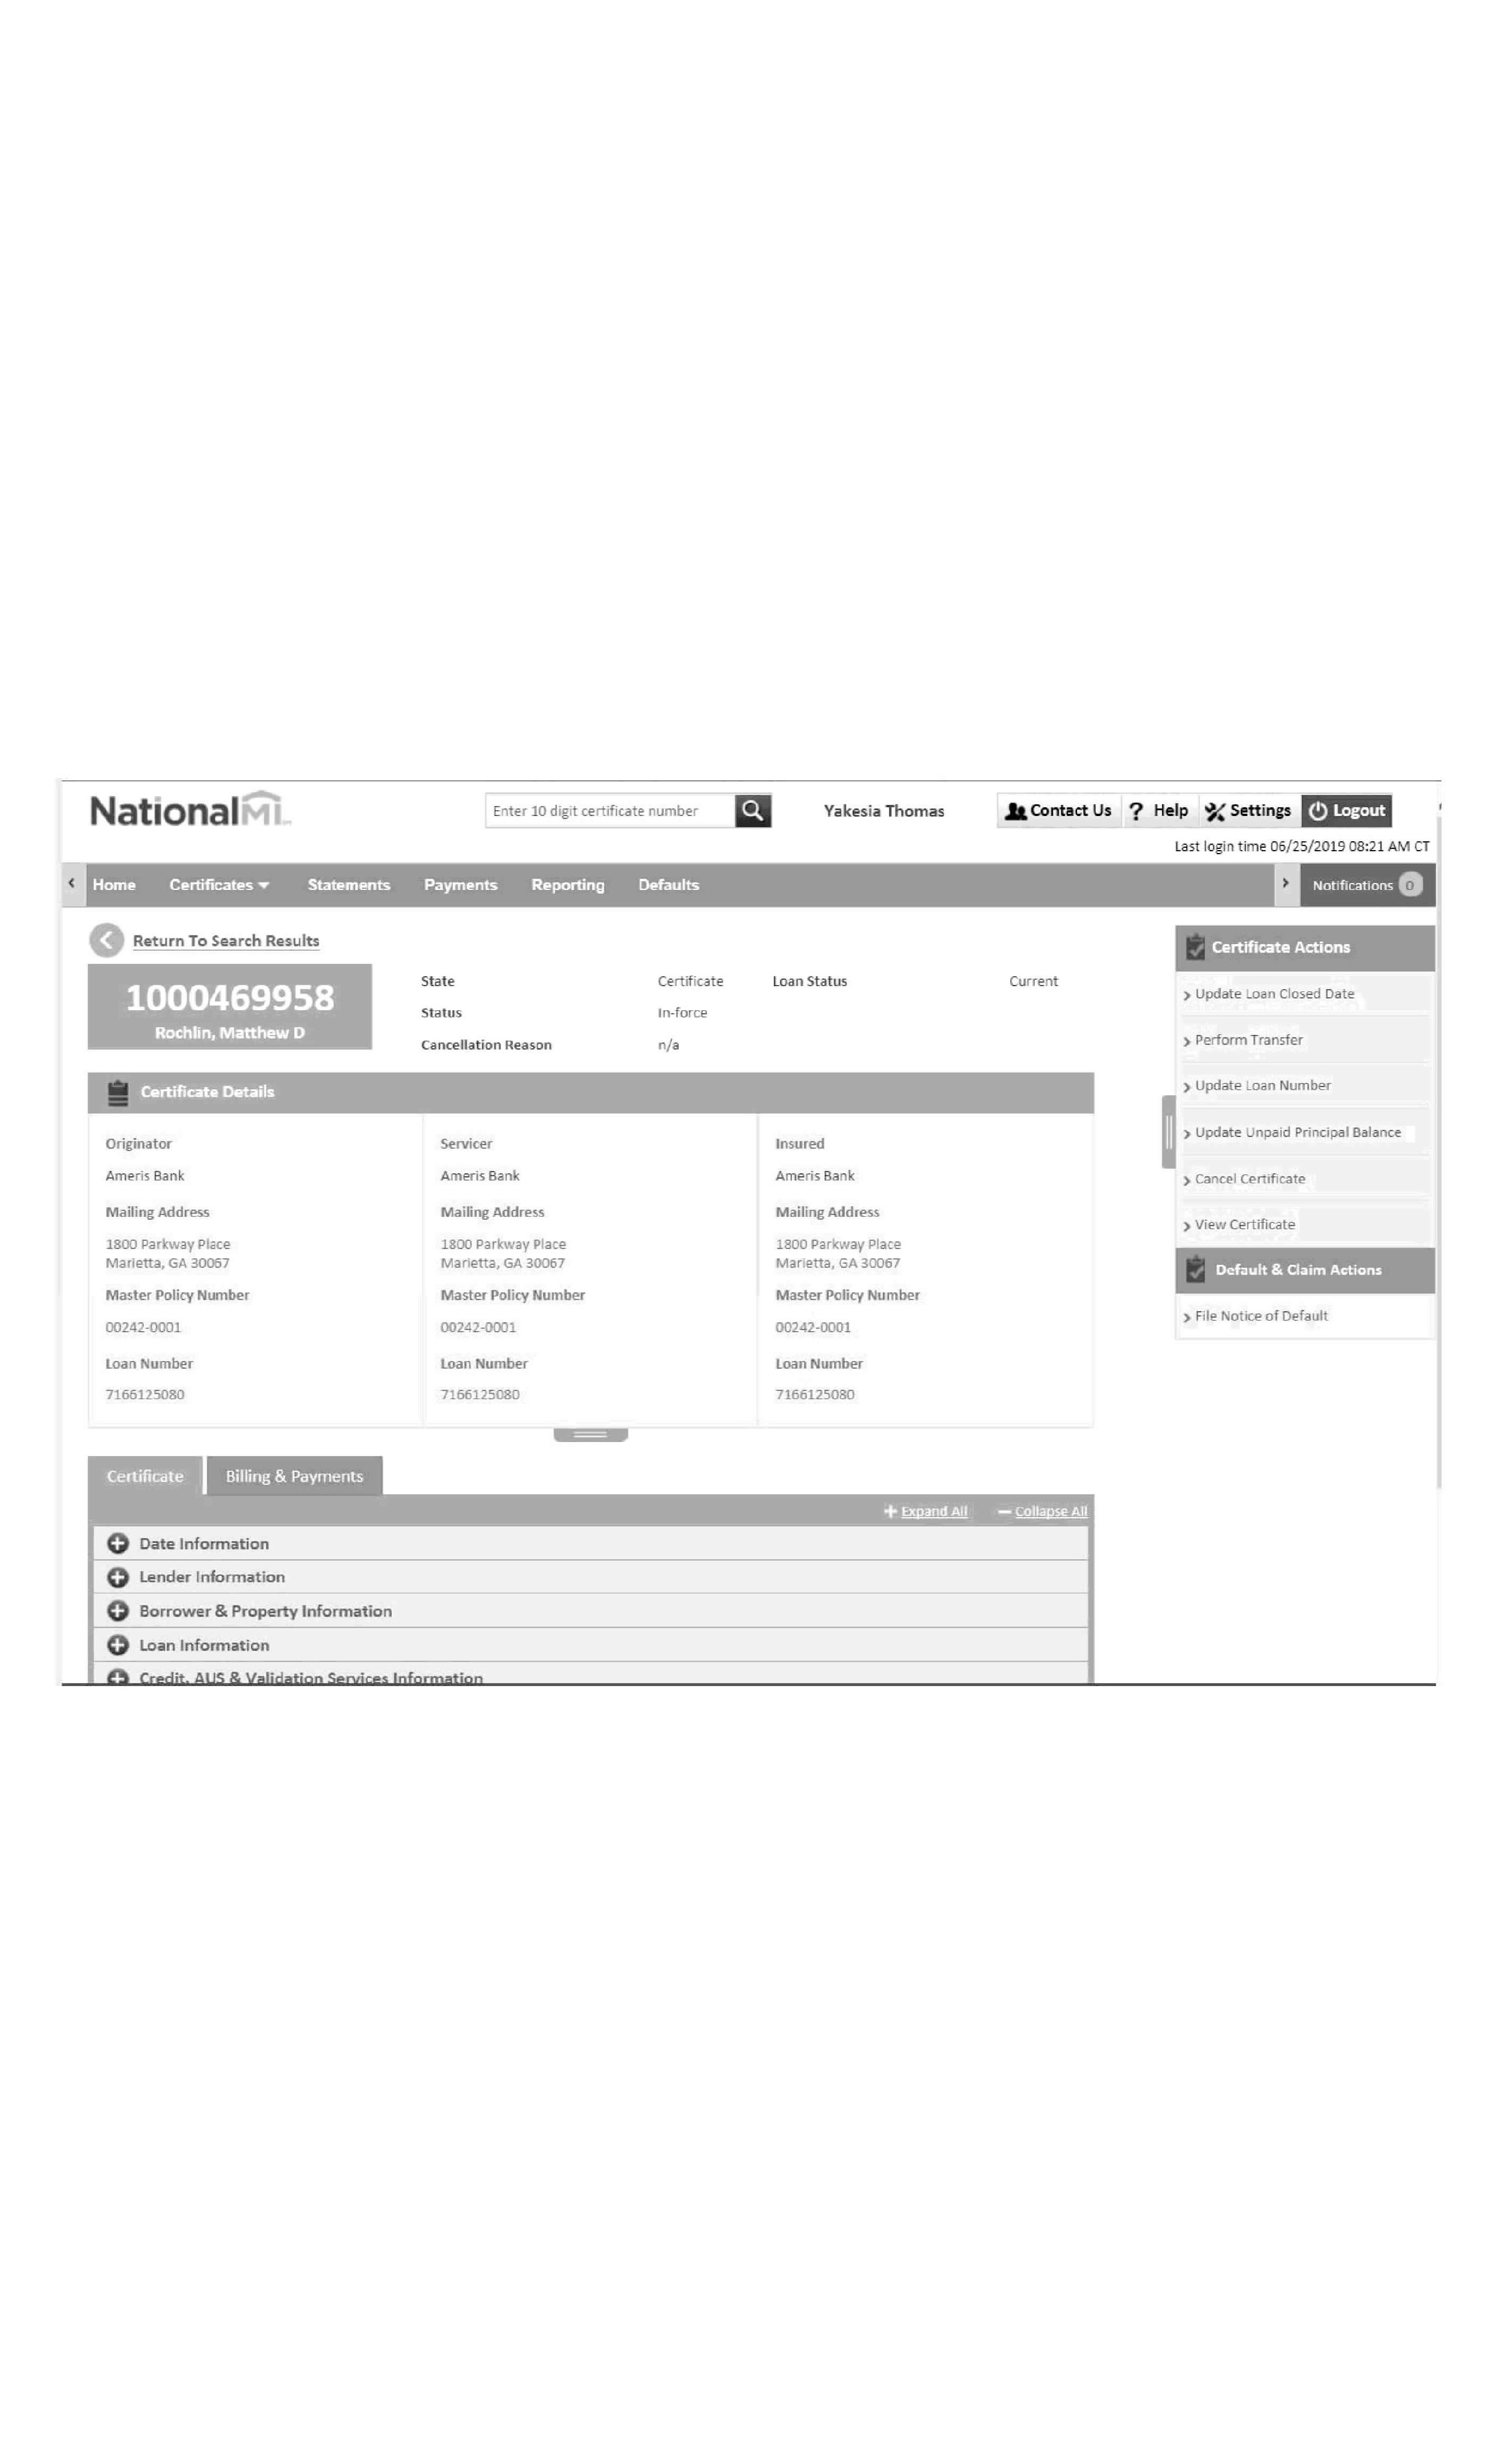 NationalMI
Enter 10 digit certificate number
Yakesia Thomas
Contact Us
? Help
Settings
Logout
Last login time 06/25/2019 08:21 AM CT
Home
Certificates
Statements
Payments
Reporting
Defaults
Notifications 0
Return To Search Results
1000469958
Rochlin, Matthew D
State Certificate
Loan Status Current
Status In-force
Cancellation Reason n/a
Certificate Details
Originator
Ameris Bank
Mailing Address
1800 Parkway Place
Marietta, GA 30067
Master Policy Number
00242-0001
Loan Number
7166125080
Servicer
Ameris Bank
Mailing Address
1800 Parkway Place
Marietta, GA 30067
Master Policy Number
00242-0001
Loan Number
7166125080
Insured
Ameris Bank
Mailing Address
1800 Parkway Place
Marietta, GA 30067
Master Policy Number
00242-0001
Loan Number
7166125080
Certificate Actions
Update Loan Closed Date
Perform Transfer
Update Loan Number
Update Unpaid Principal Balance
Cancel Certificate
View Certificate
Default & Claim Actions
File Notice of Default
Certificate
Billing & Payments
Expand All
Collapse All
Date Information
Lender Information
Borrower & Property Information
Loan Information
Credit, AUS & Validation Services Information